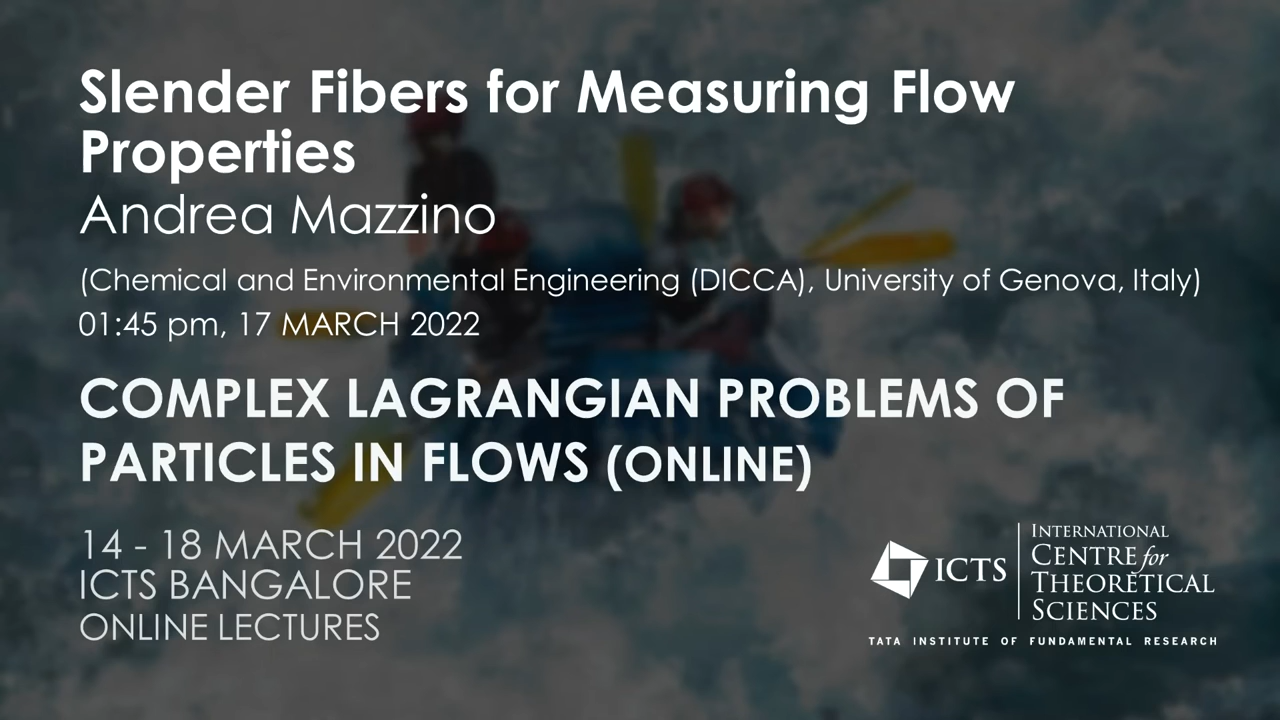 Slender Fibers for Measuring Flow
Properties
Andrea Mazzino
(Chemical and Environmental Engineering (DICCA), University of Genova, Italy)
01:45 pm, 17 MARCH 2022
COMPLEX LAGRANGIAN PROBLEMS OF
PARTICLES IN FLOWS (ONLINE)
14 - 18 MARCH 2022
ICTS BANGALORE
ONLINE LECTURES
ICTS
INTERNATIONAL
CENTRE for
THEORETICAL
SCIENCES
TATA INSTITUTE OF FUNDAMENTAL RESEARCH